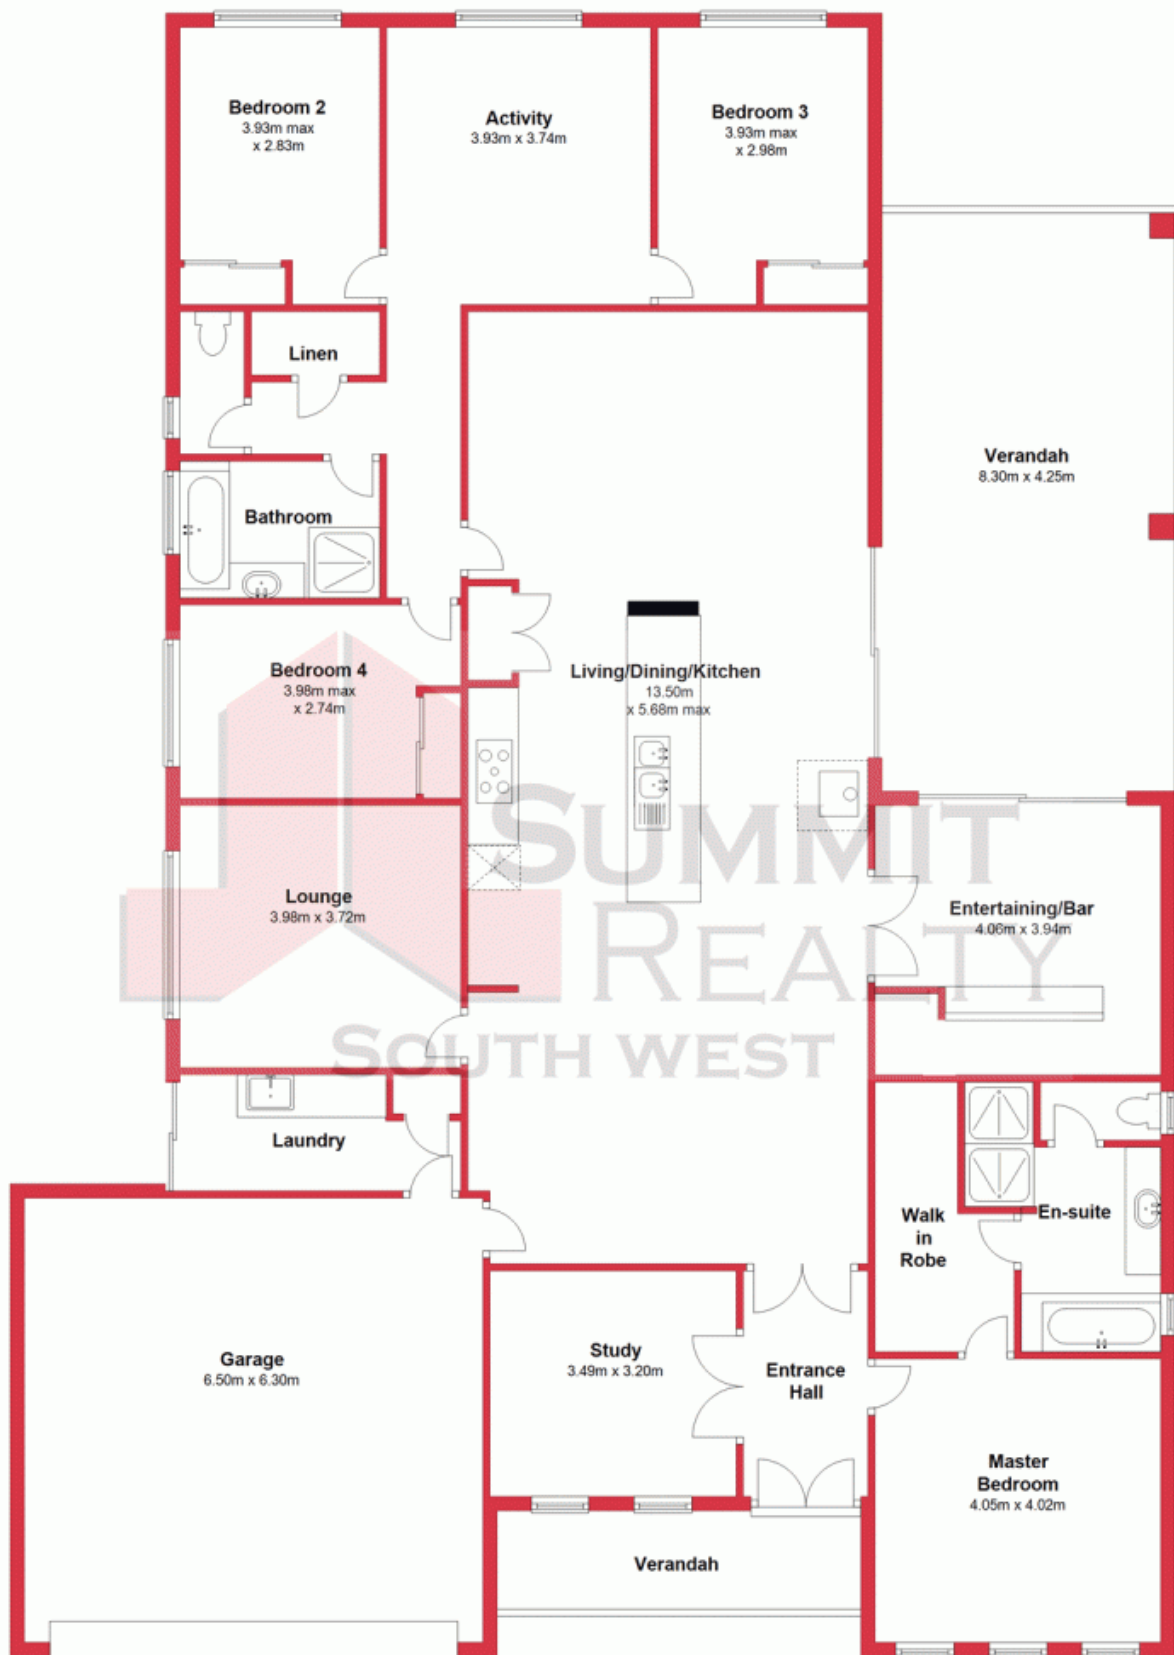 Bedroom 2
3.93m max
x 2.83m
Activity
3.93m x 3.74m
Bedroom 3
3.93m max
x 2.98m
Linen
Verandah
8.30m x 4.25m
Bathroom
Bedroom 4
3.98m max
x 2.74m
Living/Dining/Kitchen
13.50m
x 5.68m max
SUMMIT
REALTY
SOUTH WEST
Lounge
3.98m x 3.72m
Entertaining/Bar
4.06m x 3.94m
Laundry
Walk
in
Robe
En-suite
Garage
6.50m x 6.30m
Study
3.49m x 3.20m
Entrance
Hall
Master
Bedroom
4.05m x 4.02m
Verandah